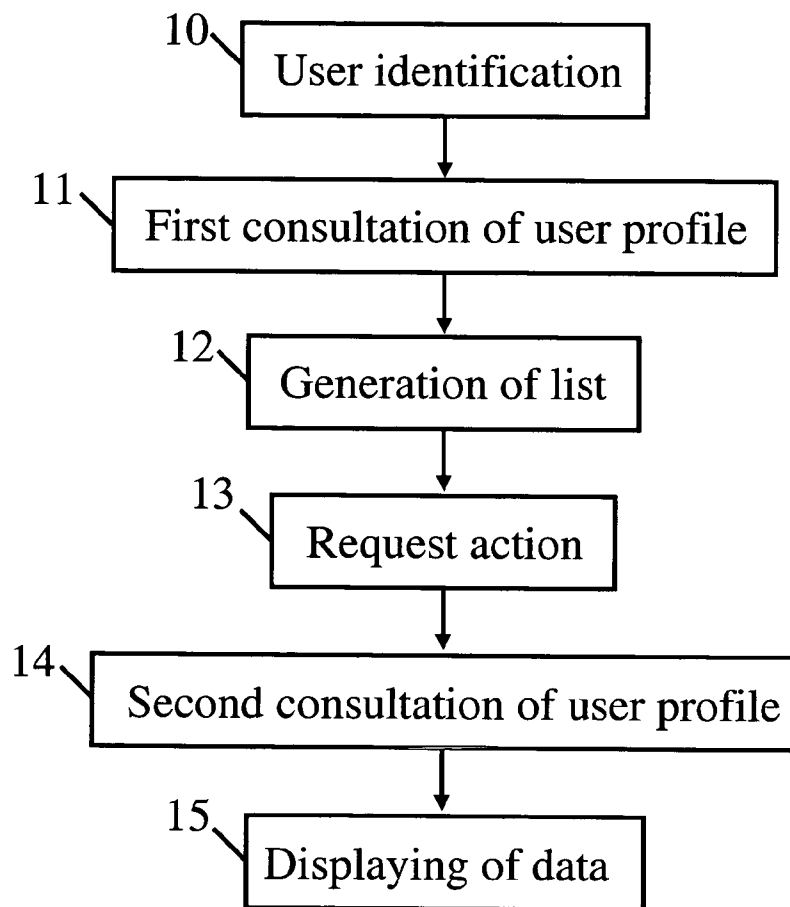 10
User identification
11
First consultation of user profile
12
Generation of list
13
Request action
14
Second consultation of user profile
15
Displaying of data